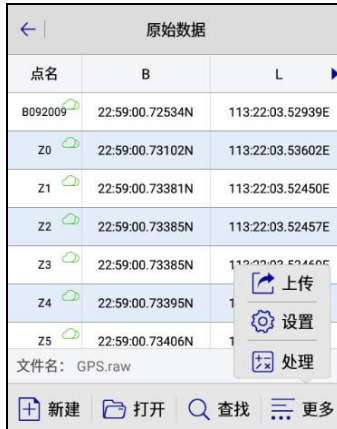 原始数据
点名 B L
B092009 22:59:00.72534N 113:22:03.52939E
Z0 22:59:00.73102N 113:22:03.53602E
Z1 22:59:00.73381N 113:22:03.52450E
Z2 22:59:00.73385N 113:22:03.52457E
Z3 22:59:00.73385N
上传
Z4 22:59:00.73395N
设置
Z5 22:59:00.73406N
处理
文件名: GPS.raw
新建 打开 查找 更多